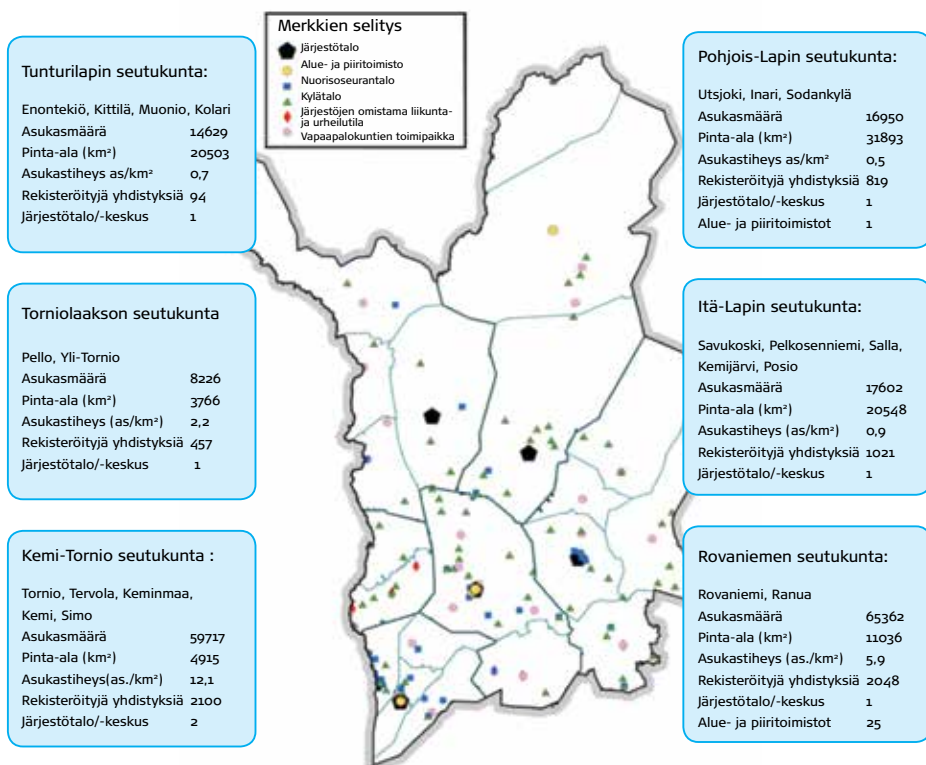 Merkkien selitys
Järjestötalo
Alue- ja piiritoimisto
Nuorisoseurantalo
Kylätalo
Järjestöjen omistama liikunta-
ja urheilutila
Vapaapalokuntien toimipaikka
Tunturilapin seutukunta:
Enontekiö, Kittilä, Muonio, Kolari
Asukasmäärä 14629
Pinta-ala (km²) 20503
Asukastiheys as/km² 0,7
Rekisteröityjä yhdistyksiä 94
Järjestötalo/-keskus 1
Torniolaakson seutukunta
Pello, Yli-Tornio
Asukasmäärä 8226
Pinta-ala (km²) 3766
Asukastiheys (as/km²) 2,2
Rekisteröityjä yhdistyksiä 457
Järjestötalo/-keskus 1
Kemi-Tornio seutukunta :
Tornio, Tervola, Keminmaa,
Kemi, Simo
Asukasmäärä 59717
Pinta-ala (km²) 4915
Asukastiheys(as./km²) 12,1
Rekisteröityjä yhdistyksiä 2100
Järjestötalo/-keskus 2
Pohjois-Lapin seutukunta:
Utsjoki, Inari, Sodankylä
Asukasmäärä 16950
Pinta-ala (km²) 31893
Asukastiheys as/km² 0,5
Rekisteröityjä yhdistyksiä 819
Järjestötalo/-keskus 1
Alue- ja piiritoimistot 1
Itä-Lapin seutukunta:
Savukoski, Pelkosenniemi, Salla,
Kemijärvi, Posio
Asukasmäärä 17602
Pinta-ala (km²) 20548
Asukastiheys (as/km²) 0,9
Rekisteröityjä yhdistyksiä 1021
Järjestötalo/-keskus 1
Rovaniemen seutukunta:
Rovaniemi, Ranua
Asukasmäärä 65362
Pinta-ala (km²) 11036
Asukastiheys (as./km²) 5,9
Rekisteröityjä yhdistyksiä 2048
Järjestötalo/-keskus 1
Alue- ja piiritoimistot 25